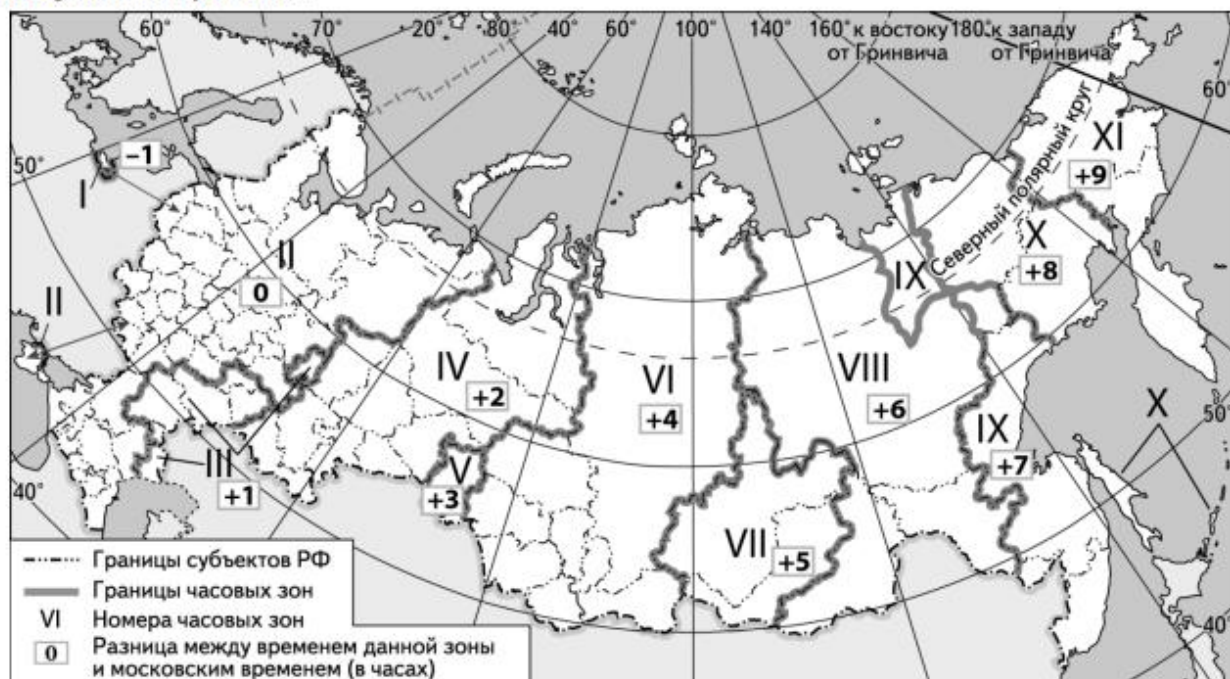 60°
70°
20°
60°
100°
140°
160° к востоку
от Гринвича
180° к западу
от Гринвича
60°
Северный полярный круг
50°
–1
I
II
0
II
III
+1
40°
IV
+2
V
+3
VI
+4
VII
+5
VIII
+6
IX
IX
+7
X
+8
XI
+9
X
50°
40°
40°
Границы субъектов РФ
Границы часовых зон
VI Номера часовых зон
0 Разница между временем данной зоны
и московским временем (в часах)